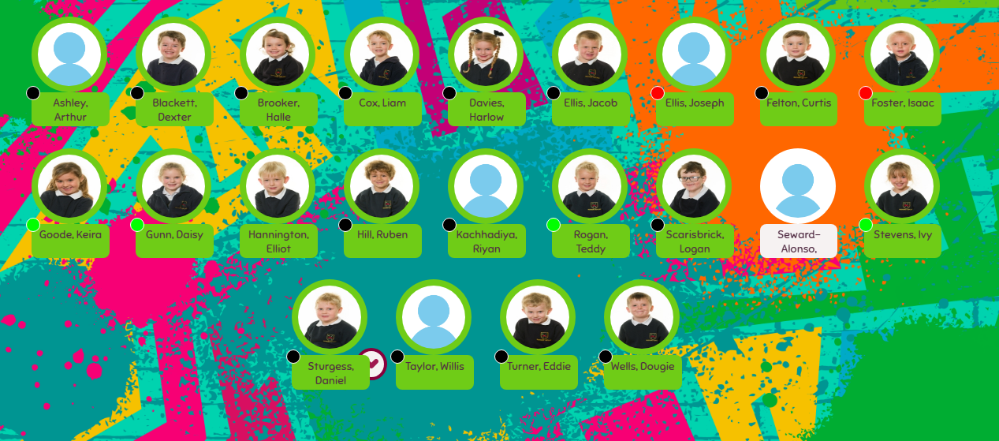 Ashley,
Arthur
Blackett,
Dexter
Brooker,
Halle
Cox, Liam
Davies,
Harlow
Ellis, Jacob
Ellis, Joseph
Felton, Curtis
Foster, Isaac
Goode, Keira
Gunn, Daisy
Hannington,
Elliot
Hill, Ruben
Kachhadiya,
Riyan
Rogan,
Teddy
Scarisbrick,
Logan
Seward-
Alonso,
Stevens, Ivy
Sturgess,
Daniel
Taylor, Willis
Turner, Eddie
Wells, Dougie